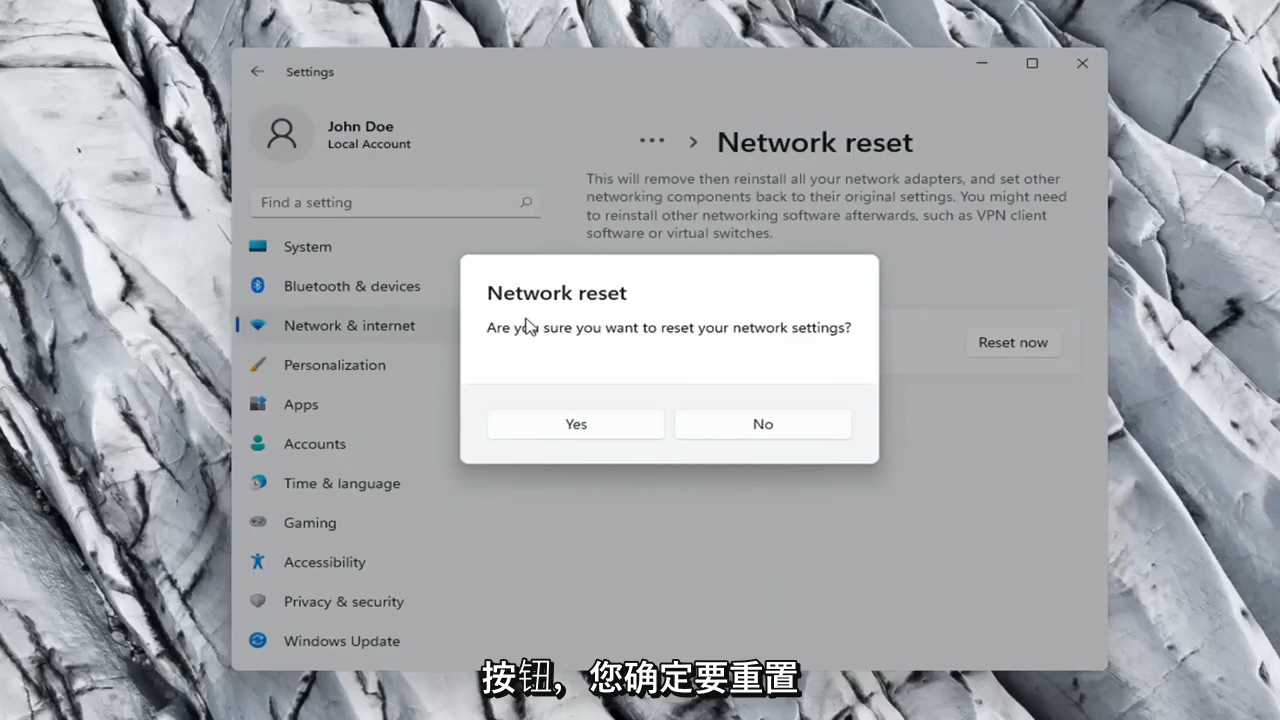 Settings
John Doe
Local Account
Find a setting
System
Bluetooth & devices
Network & internet
Personalization
Apps
Accounts
Time & language
Gaming
Accessibility
Privacy & security
Windows Update
Network reset
This will remove then reinstall all your network adapters, and set other
networking components back to their original settings. You might need
to reinstall other networking software afterwards, such as VPN client
software or virtual switches.
Reset now
Network reset
Are you sure you want to reset your network settings?
Yes
No
按钮，您确定要重置